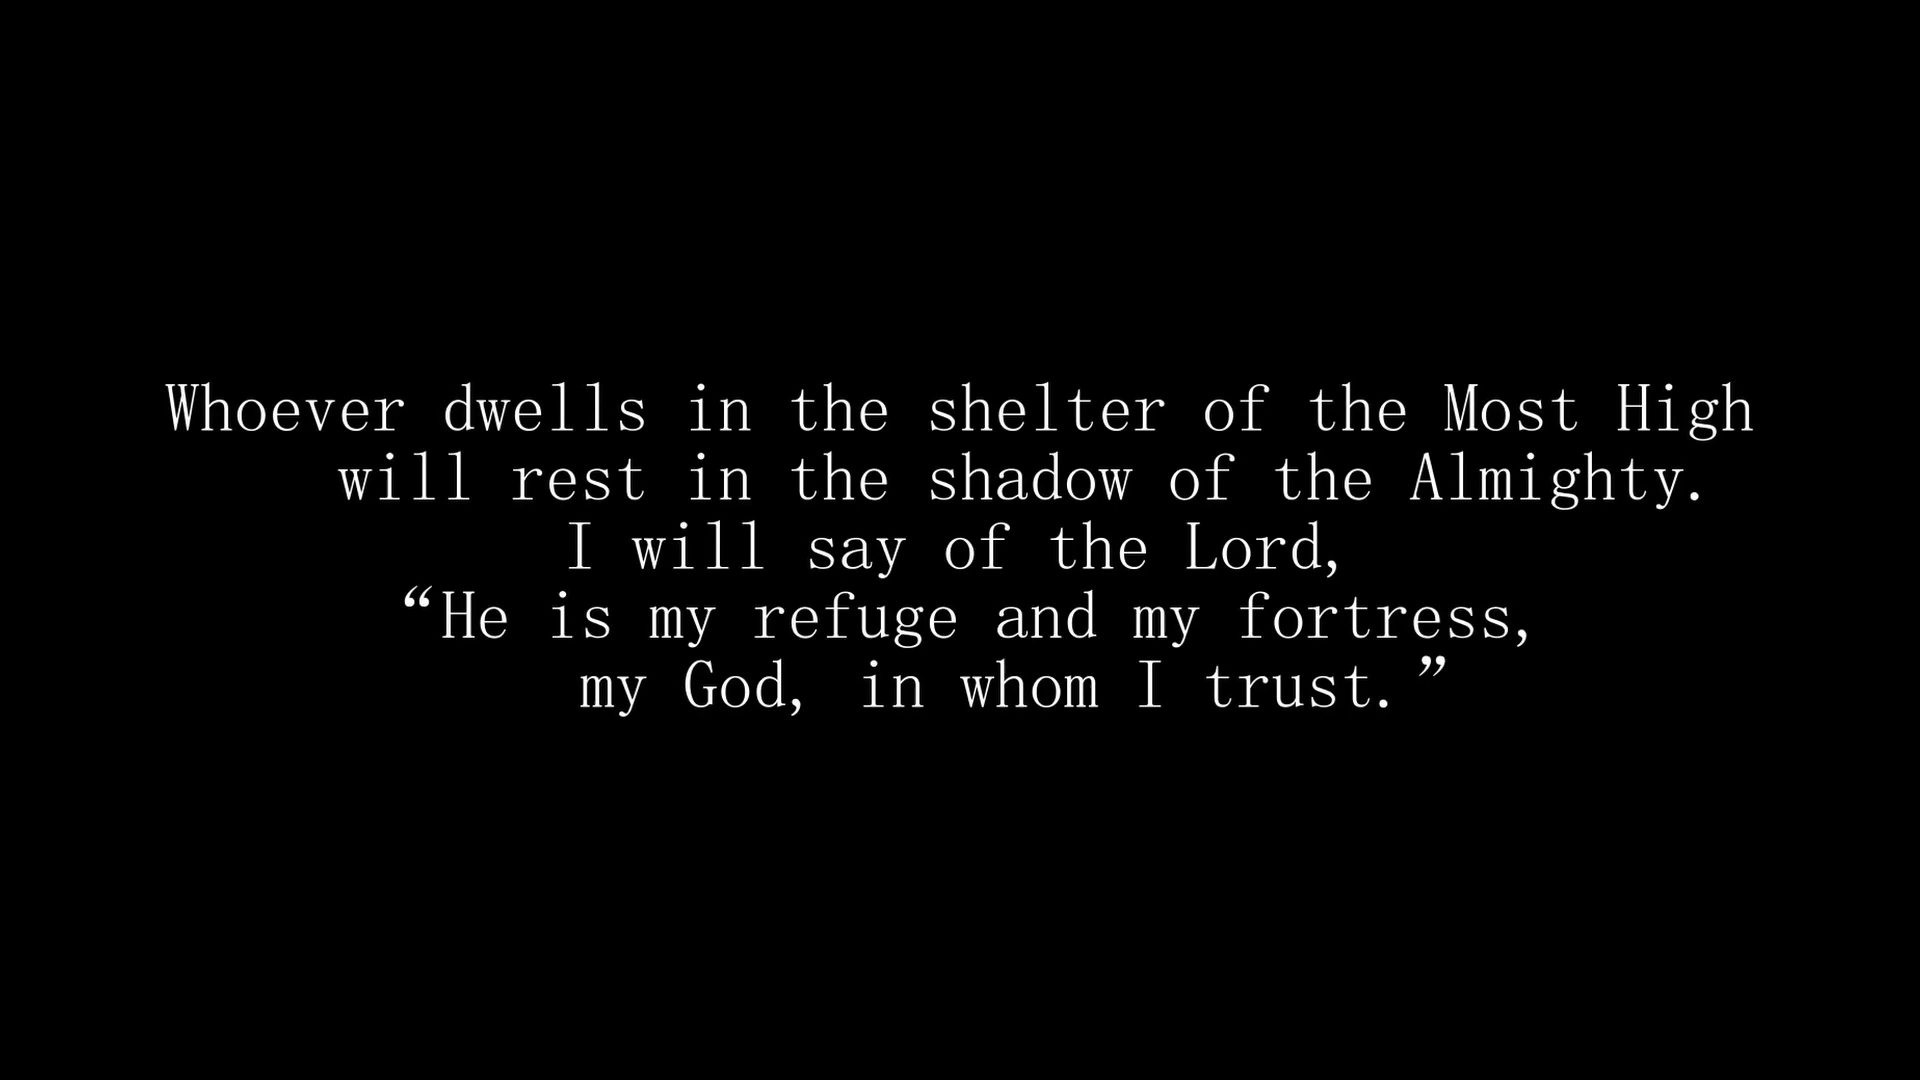 Whoever dwells in the shelter of the Most High
will rest in the shadow of the Almighty.
I will say of the Lord,
“He is my refuge and my fortress,
my God, in whom I trust.”